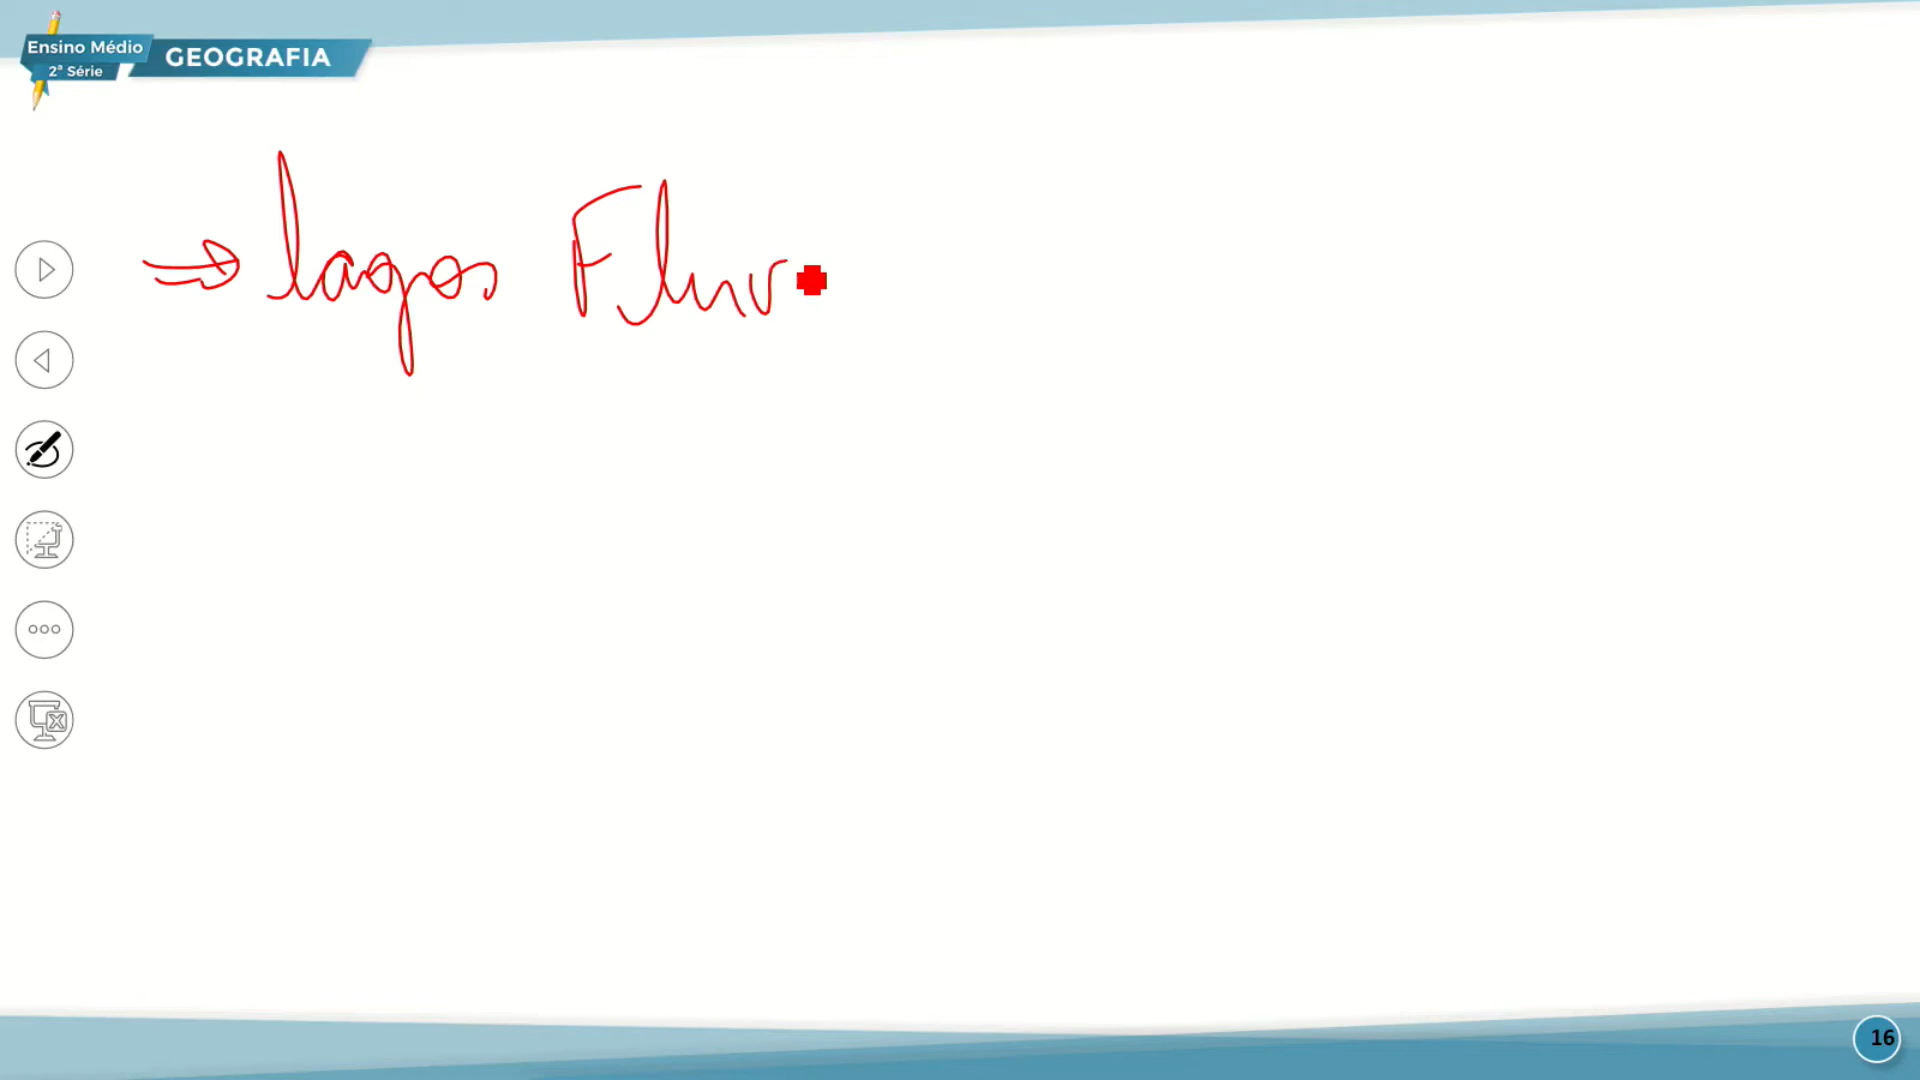 Ensino Médio
2ª Série
GEOGRAFIA
⇒ lagos Fluv
16